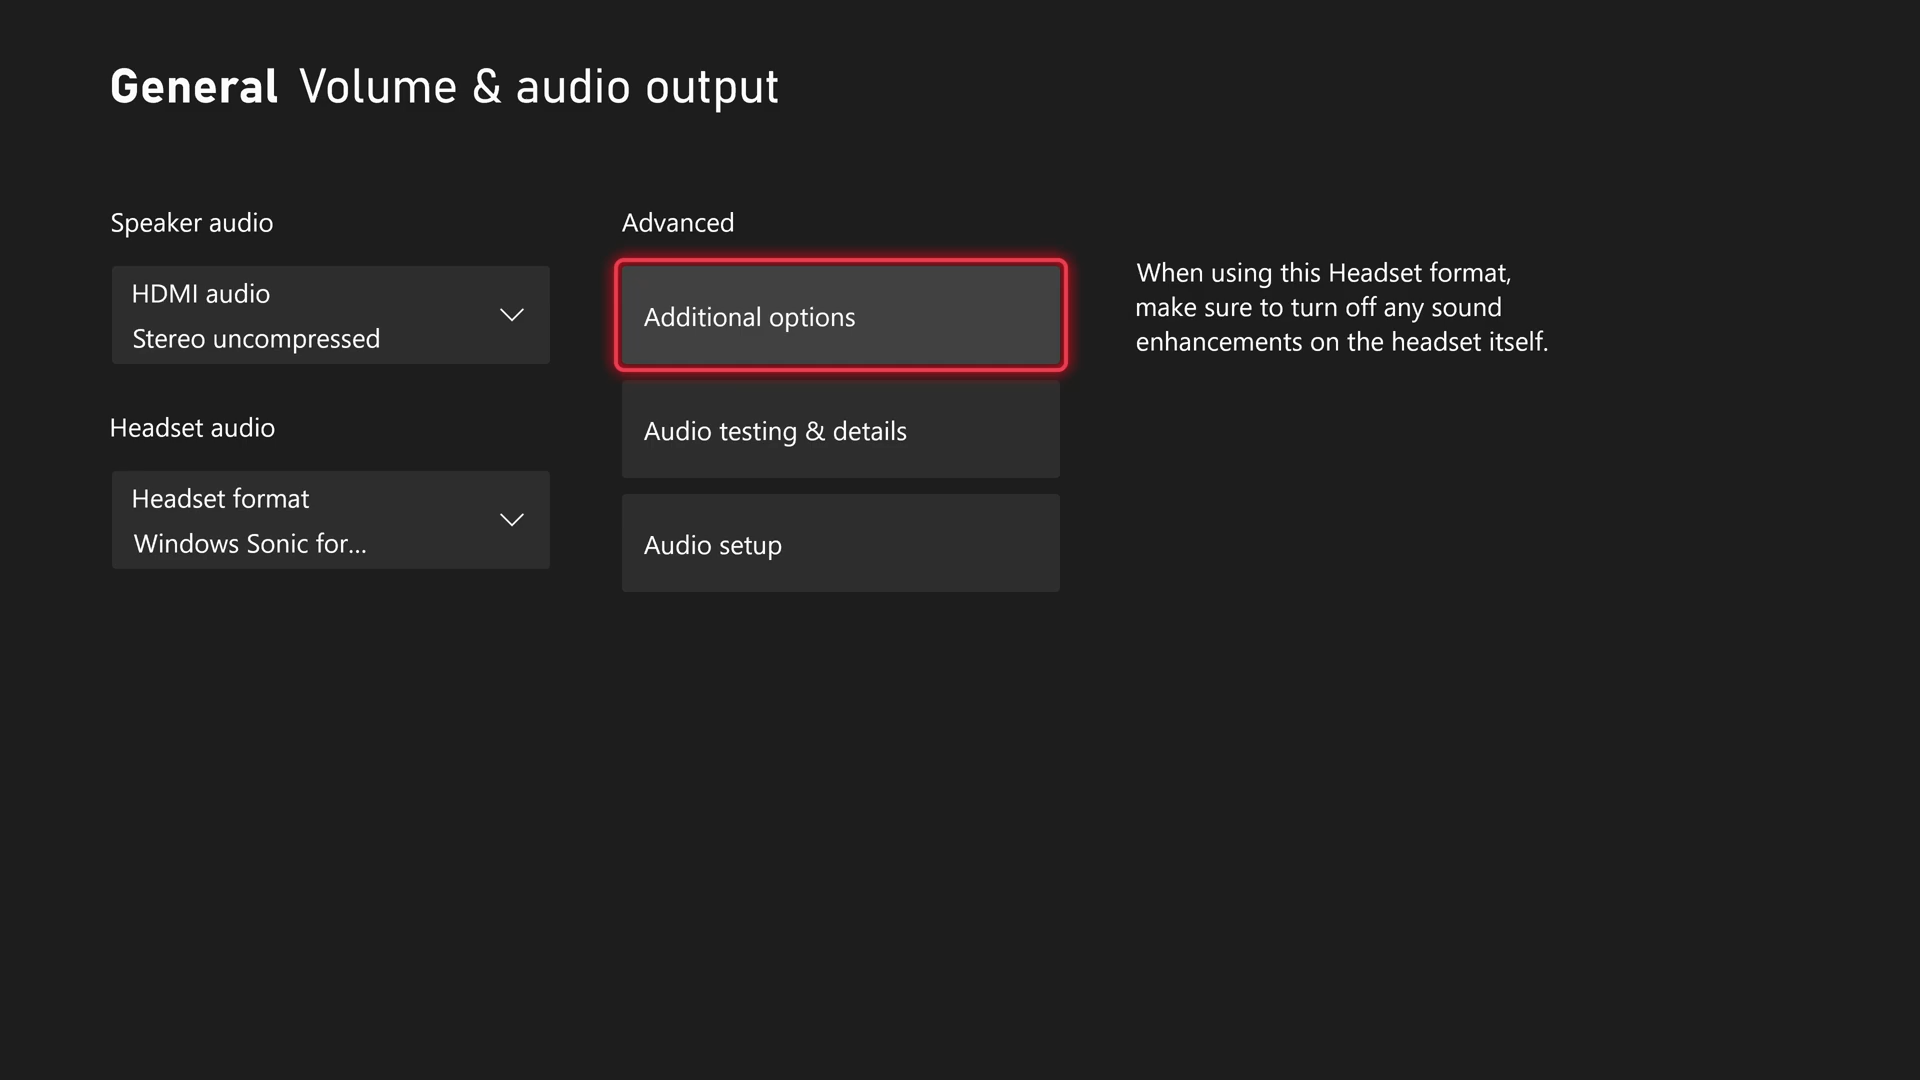 General Volume & audio output
Speaker audio
HDMI audio
Stereo uncompressed
Headset audio
Headset format
Windows Sonic for...
Advanced
Additional options
Audio testing & details
Audio setup
When using this Headset format,
make sure to turn off any sound
enhancements on the headset itself.